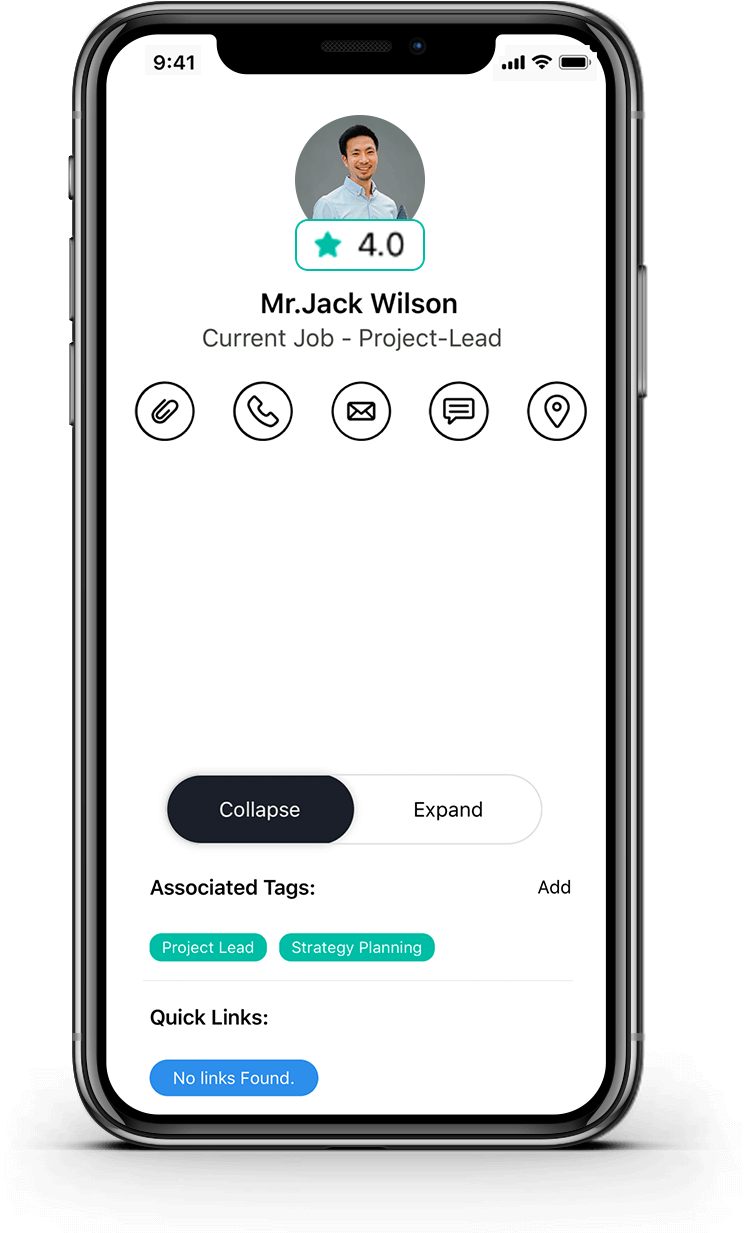 9:41
4.0
Mr.Jack Wilson
Current Job - Project-Lead
Collapse Expand
Associated Tags: Add
Project Lead Strategy Planning
Quick Links:
No links Found.